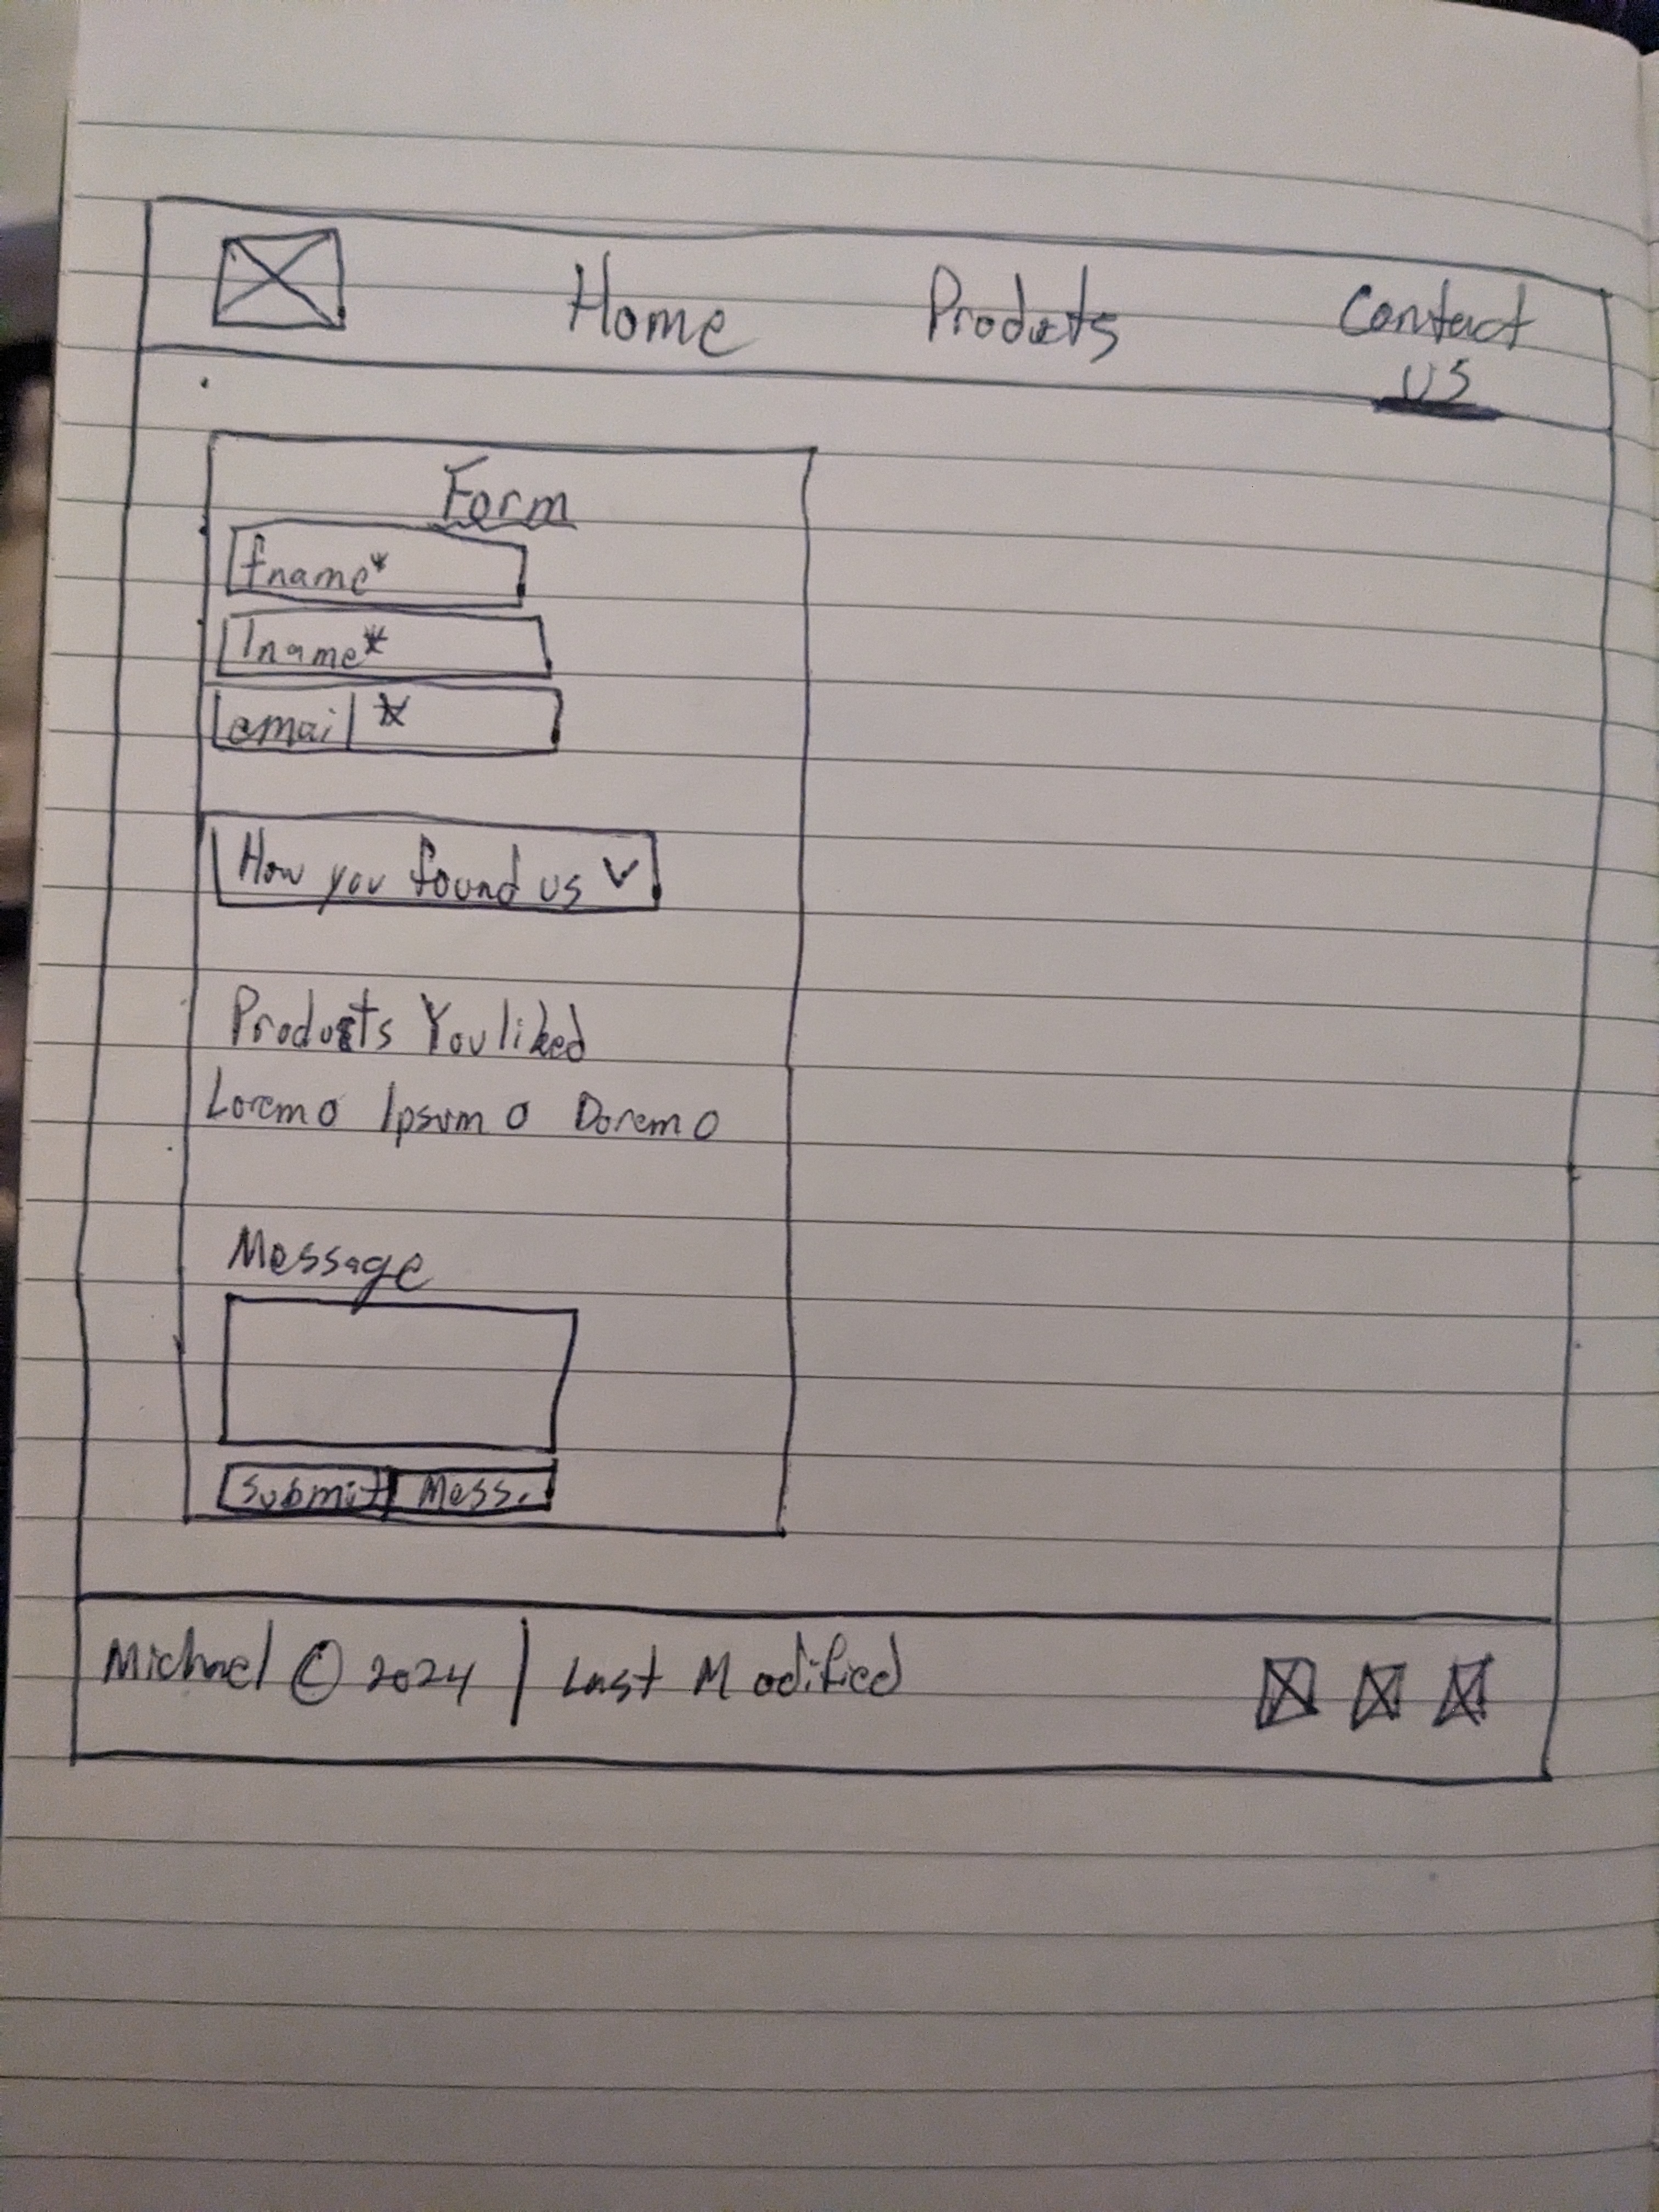 Home Products Contact
us
Form
fname*
lname*
email *
How you found us
Products You liked
Lorem Ipsum Dorem
Message
Submit Mess.
Michael © 2024 | Last Modified